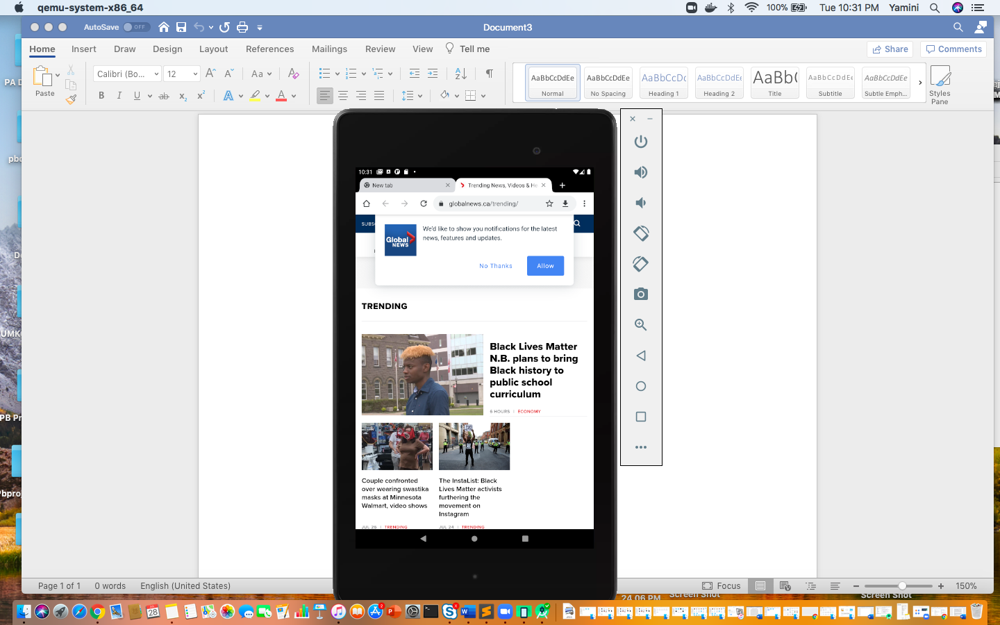 qemu-system-x86_64
100%
Tue 10:31 PM Yamini
AutoSave OFF
Document3
Home Insert Draw Design Layout References Mailings Review View Tell me
Share Comments
Paste
Calibri (Bo... 12
Aa
B I U ab x2 x2 A A
AaBbCcDdEe
Normal
AaBbCcDdEe
No Spacing
AaBbCcDc
Heading 1
AaBbCcDdEe
Heading 2
AaBb(
Title
AaBbCcDdEe
Subtitle
AaBbCcDdEe
Subtle Emph...
Styles
Pane
PA D
UMK
PB Pr
Pbproj
10:31
New tab
Trending News, Videos & He
globalnews.ca/trending/
SUBSC
Global
NEWS
We'd like to show you notifications for the latest
news, features and updates.
No Thanks Allow
TRENDING
Black Lives Matter
N.B. plans to bring
Black history to
public school
curriculum
6 HOURS | ECONOMY
Couple confronted
over wearing swastika
masks at Minnesota
Walmart, video shows
JUL 26 | TRENDING
The InstaList: Black
Lives Matter activists
furthering the
movement on
Instagram
JUL 24 | TRENDING
Page 1 of 1 0 words English (United States)
Focus
150%
24.06 PM
Screen Shot
Screen Shot
28